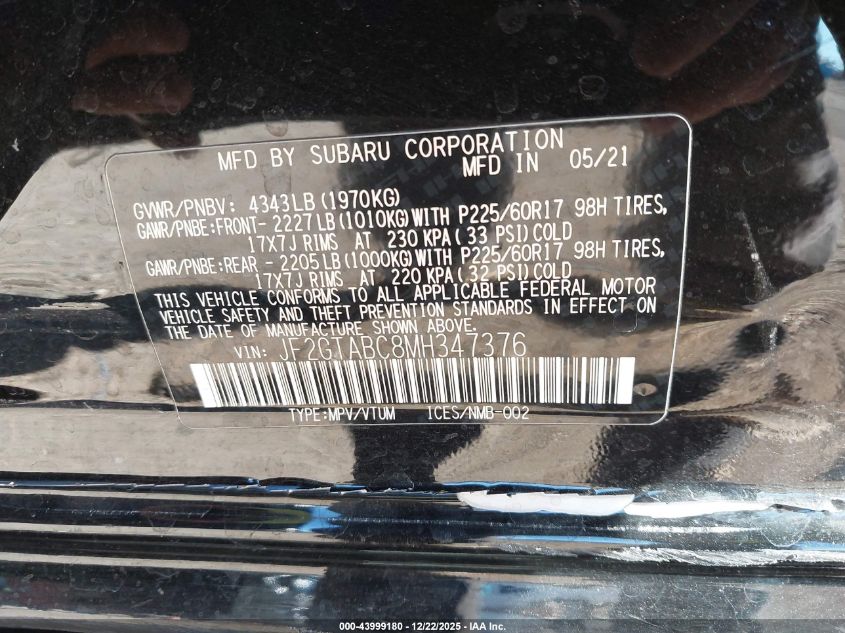 MFD BY SUBARU CORPORATION
MFD IN 05/21
GVWR/PNBV: 4343LB(1970KG)
GAWR/PNBE:FRONT- 2227LB(1010KG)WITH P225/60R17 98H TIRES,
17X7J RIMS AT 230 KPA( 33 PSI)COLD
GAWR/PNBE:REAR - 2205LB(1000KG)WITH P225/60R17 98H TIRES,
17X7J RIMS AT 220 KPA( 32 PSI)COLD
THIS VEHICLE CONFORMS TO ALL APPLICABLE FEDERAL MOTOR
VEHICLE SAFETY AND THEFT PREVENTION STANDARDS IN EFFECT ON
THE DATE OF MANUFACTURE SHOWN ABOVE.
VIN: JF2GTABC8MH347376
TYPE:MPV/VTUM ICES/NMB-002
000-43999180 - 12/22/2025 - IAA Inc.